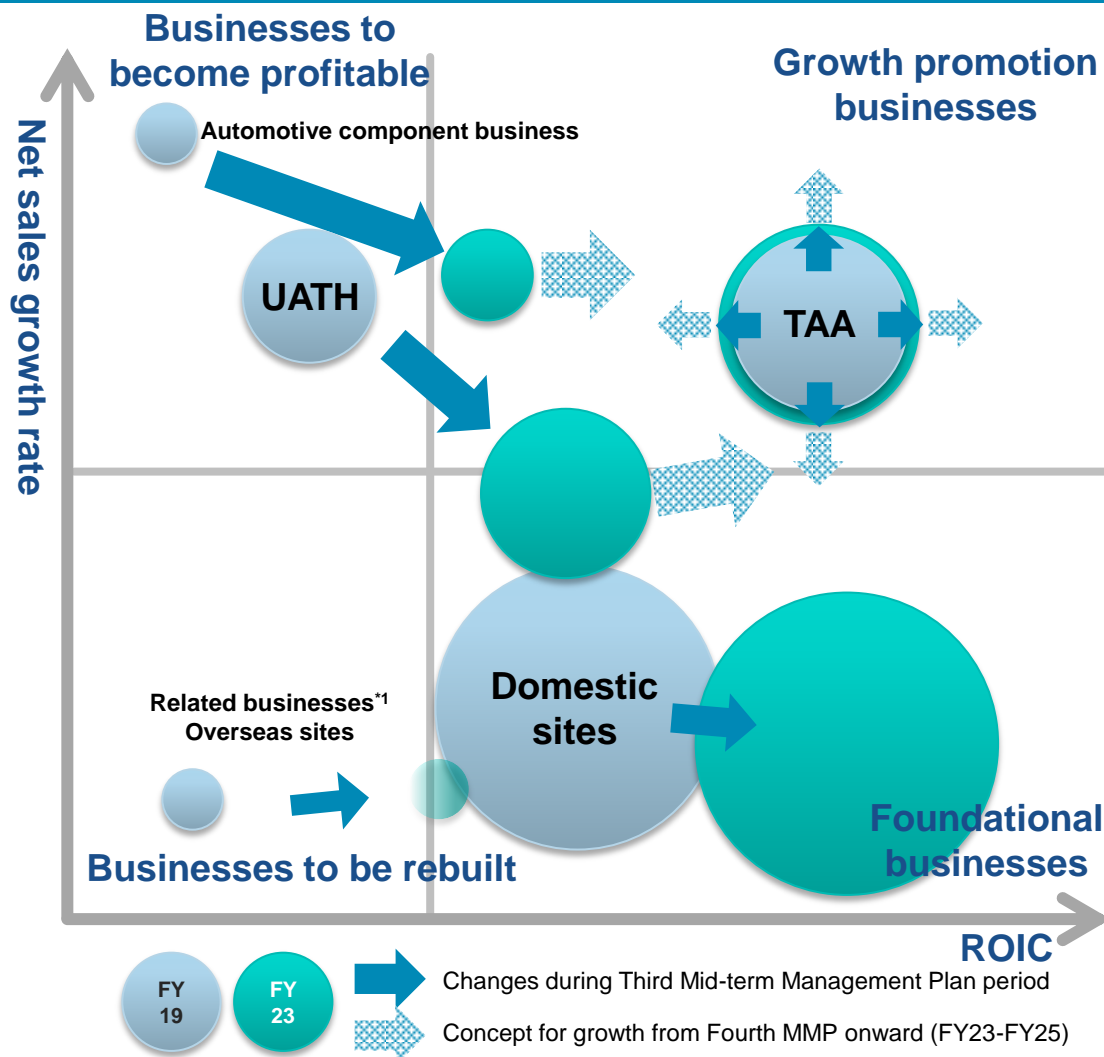 Businesses to
become profitable
Growth promotion
businesses
Automotive component business
Net sales growth rate
UATH
TAA
Domestic
sites
Related businesses*1
Overseas sites
Foundational
businesses
Businesses to be rebuilt
ROIC
FY
19
FY
23
Changes during Third Mid-term Management Plan period
Concept for growth from Fourth MMP onward (FY23-FY25)